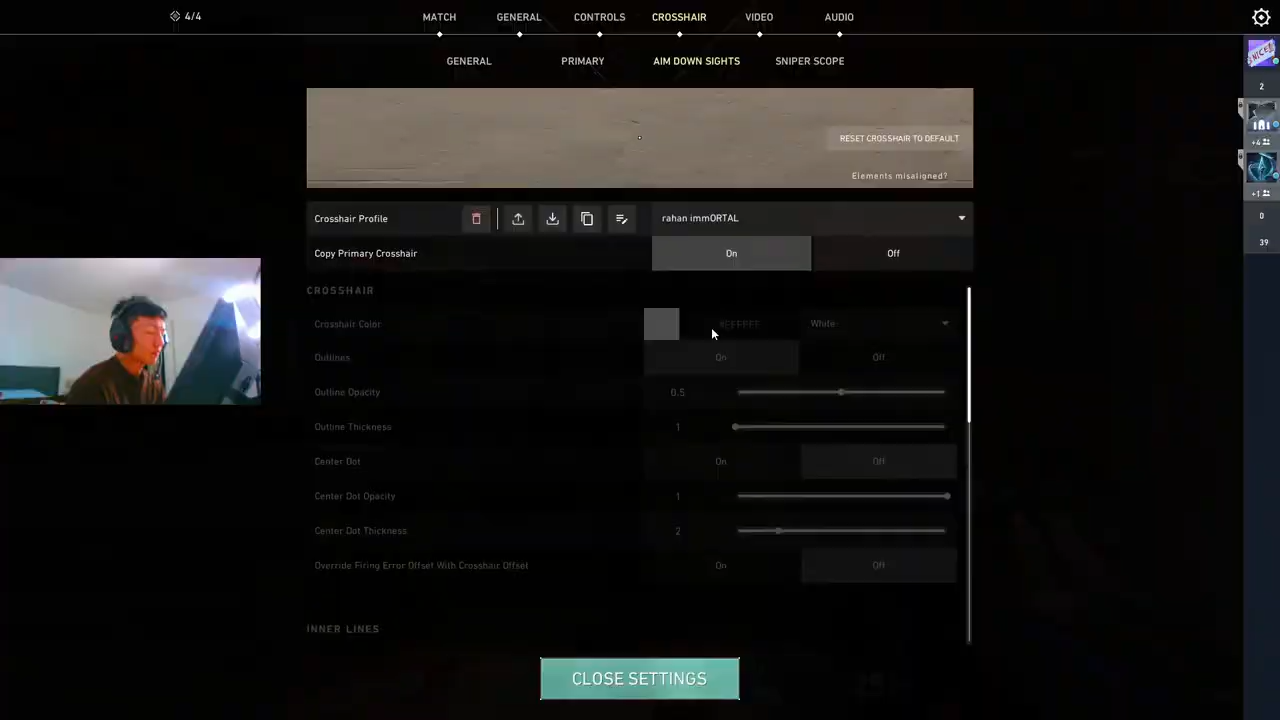 4/4
MATCH GENERAL CONTROLS CROSSHAIR VIDEO AUDIO
GENERAL PRIMARY AIM DOWN SIGHTS SNIPER SCOPE
RESET CROSSHAIR TO DEFAULT
Elements misaligned?
Crosshair Profile rahan immORTAL
Copy Primary Crosshair On Off
CROSSHAIR
Crosshair Color #FFFFFF White
Outlines On Off
Outline Opacity 0.5
Outline Thickness 1
Center Dot On Off
Center Dot Opacity 1
Center Dot Thickness 2
Override Firing Error Offset With Crosshair Offset On Off
INNER LINES
CLOSE SETTINGS
2
+4
+1
0
39